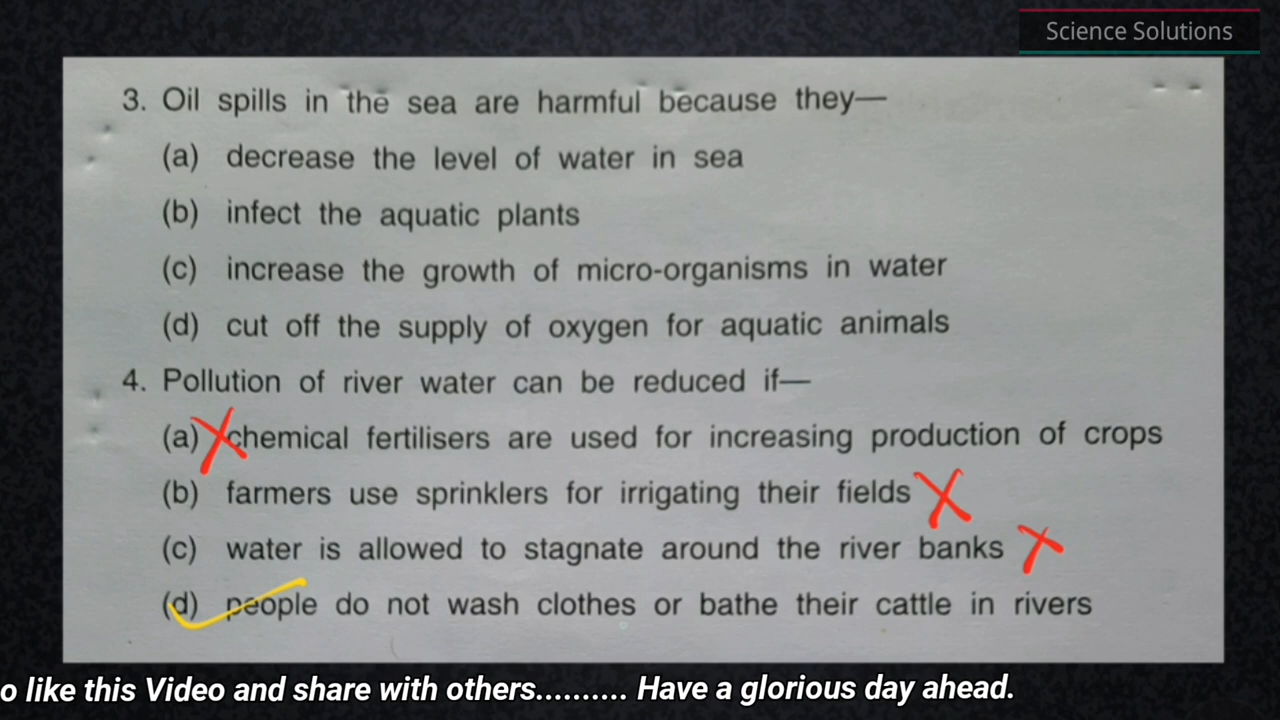 Science Solutions
3. Oil spills in the sea are harmful because they—
(a) decrease the level of water in sea
(b) infect the aquatic plants
(c) increase the growth of micro-organisms in water
(d) cut off the supply of oxygen for aquatic animals
4. Pollution of river water can be reduced if—
(a) chemical fertilisers are used for increasing production of crops
(b) farmers use sprinklers for irrigating their fields
(c) water is allowed to stagnate around the river banks
(d) people do not wash clothes or bathe their cattle in rivers
o like this Video and share with others.......... Have a glorious day ahead.